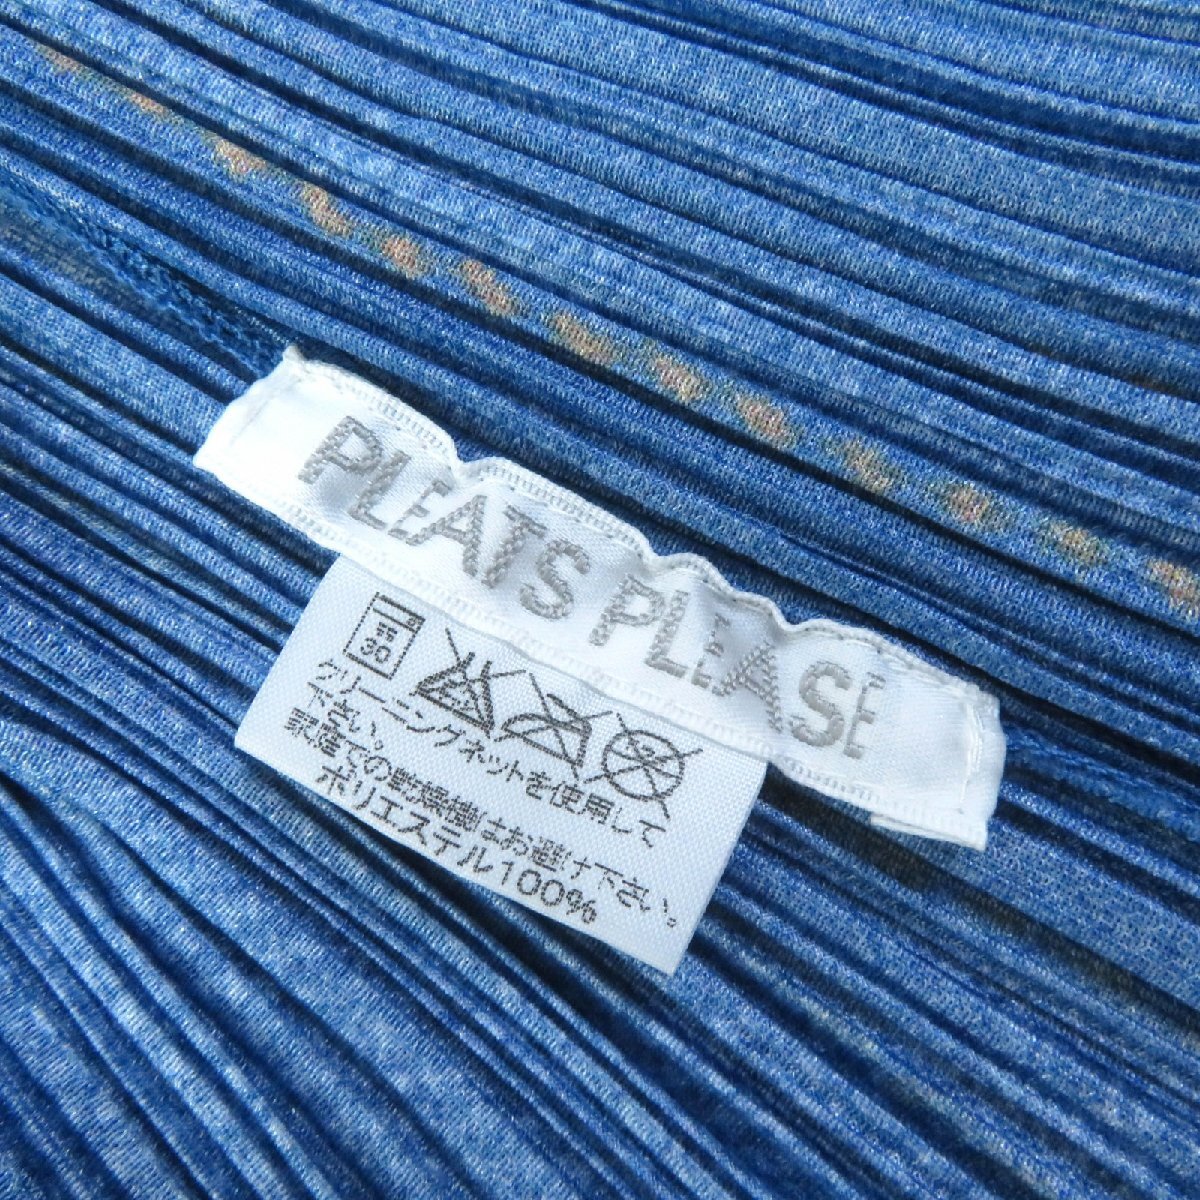 PLEATS PLEASE
30
クリーニングネットを使用して
下さい。
家庭での乾燥機はお避け下さい。
ポリエステル100%